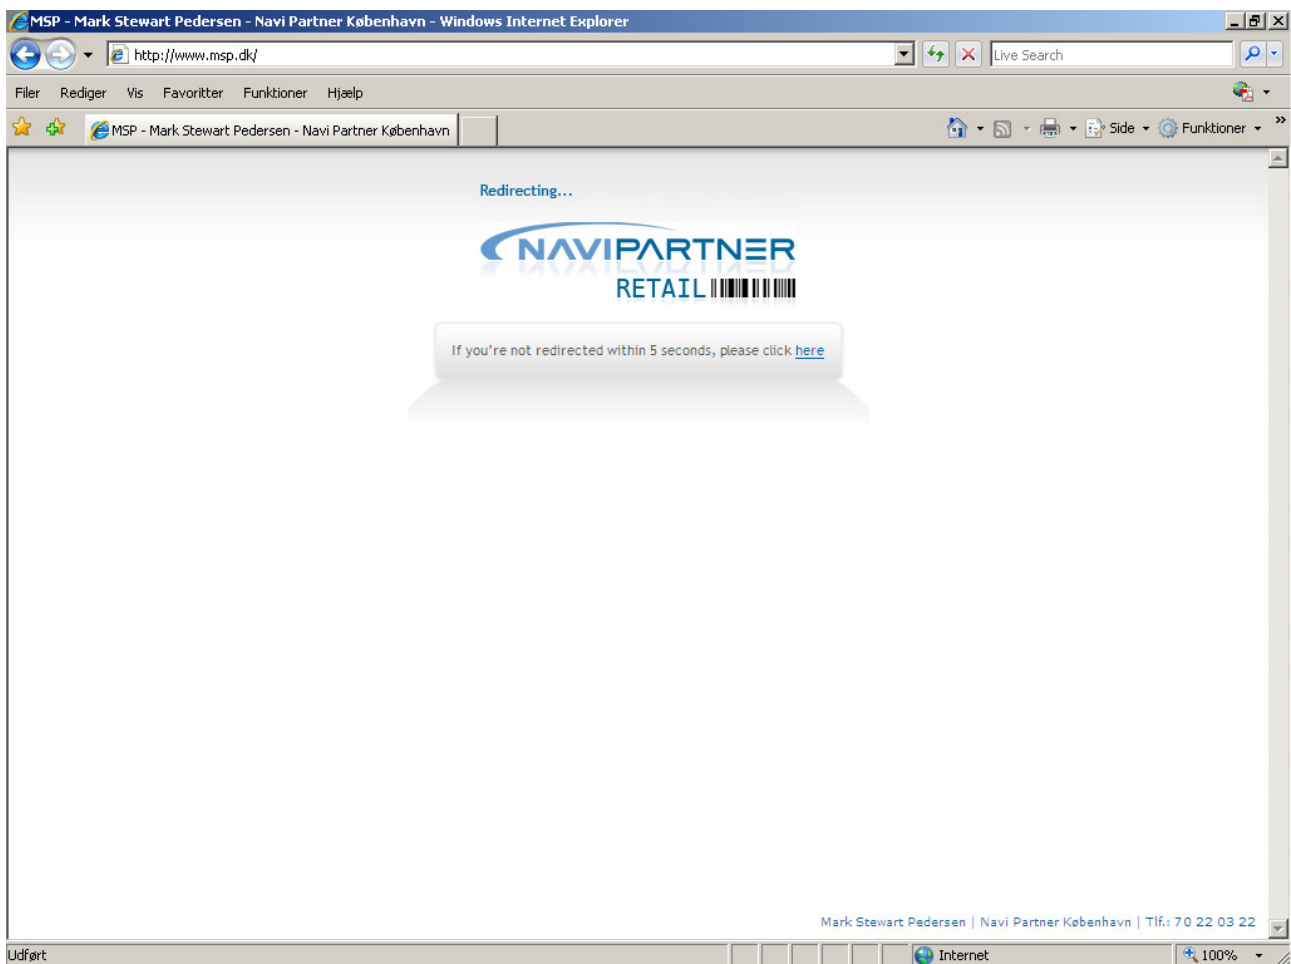 MSP - Mark Stewart Pedersen - Navi Partner København - Windows Internet Explorer
http://www.msp.dk/
Live Search
Filer Rediger Vis Favoritter Funktioner Hjælp
MSP - Mark Stewart Pedersen - Navi Partner København
Side
Funktioner
Redirecting...
NAVIPARTNER
RETAIL
If you're not redirected within 5 seconds, please click here
Mark Stewart Pedersen | Navi Partner København | Tlf.: 70 22 03 22
Udført
Internet
100%